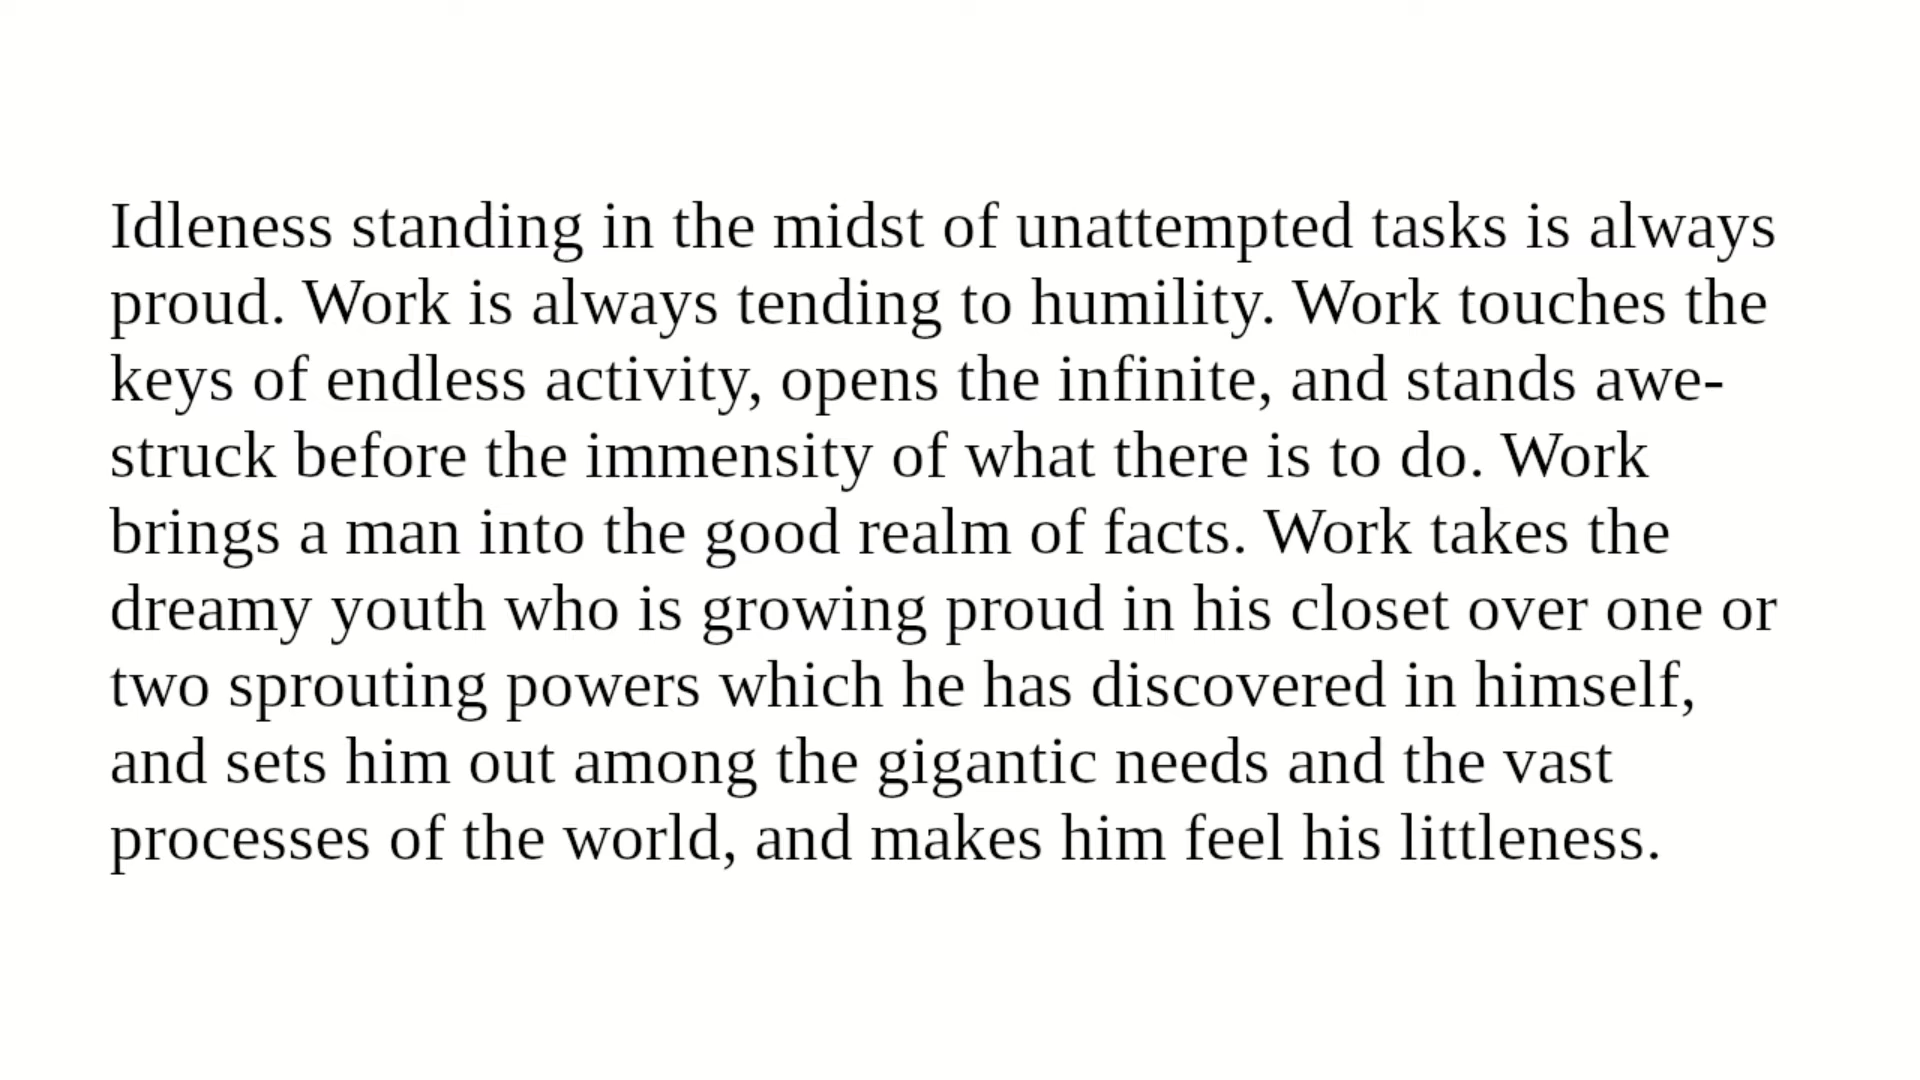 Idleness standing in the midst of unattempted tasks is always
proud. Work is always tending to humility. Work touches the
keys of endless activity, opens the infinite, and stands awe-
struck before the immensity of what there is to do. Work
brings a man into the good realm of facts. Work takes the
dreamy youth who is growing proud in his closet over one or
two sprouting powers which he has discovered in himself,
and sets him out among the gigantic needs and the vast
processes of the world, and makes him feel his littleness.